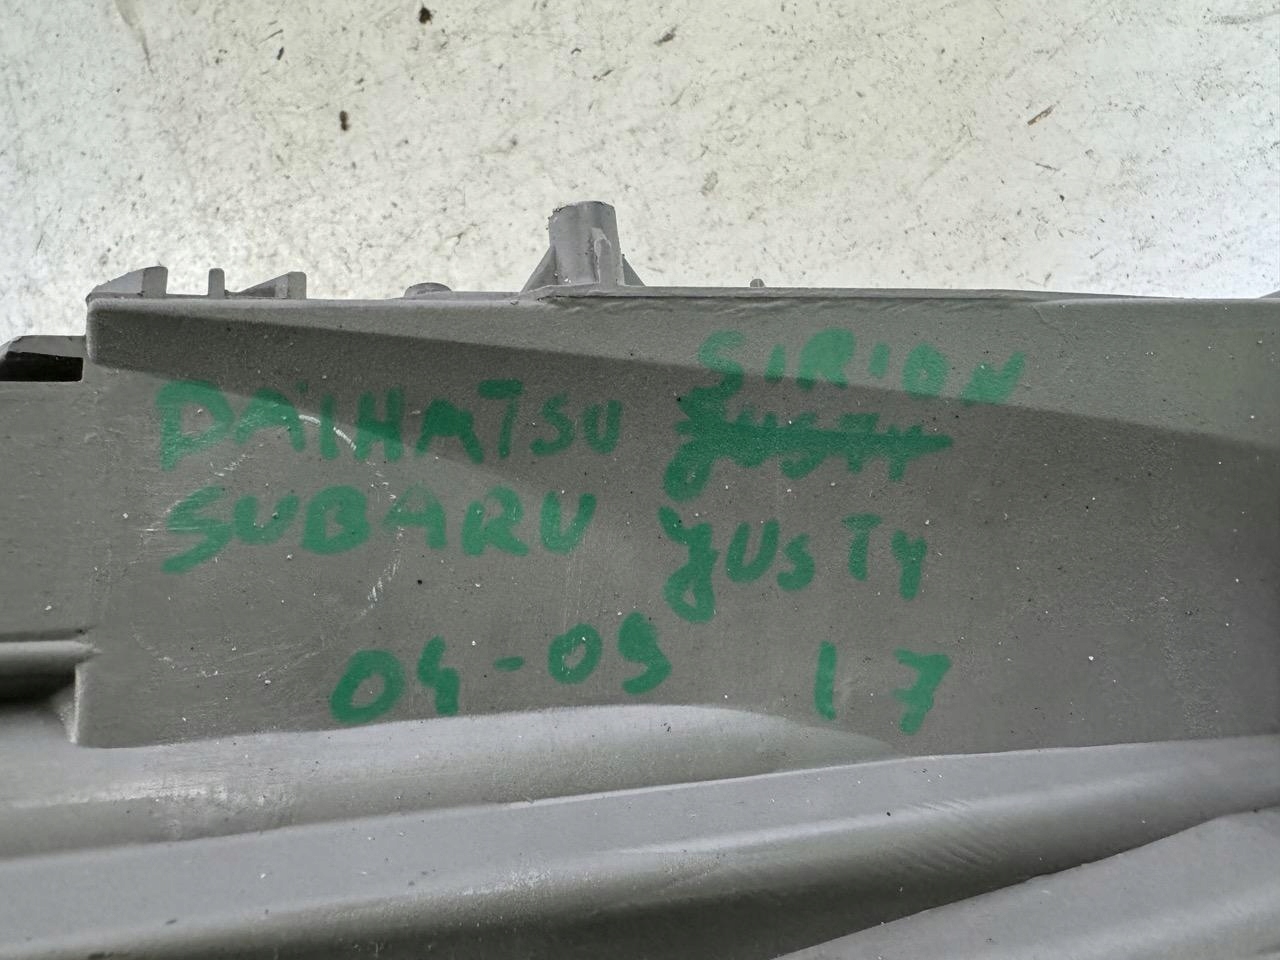 DAIHATSU SIRION
JUSTY
SUBARU JUSTY
04-09 17